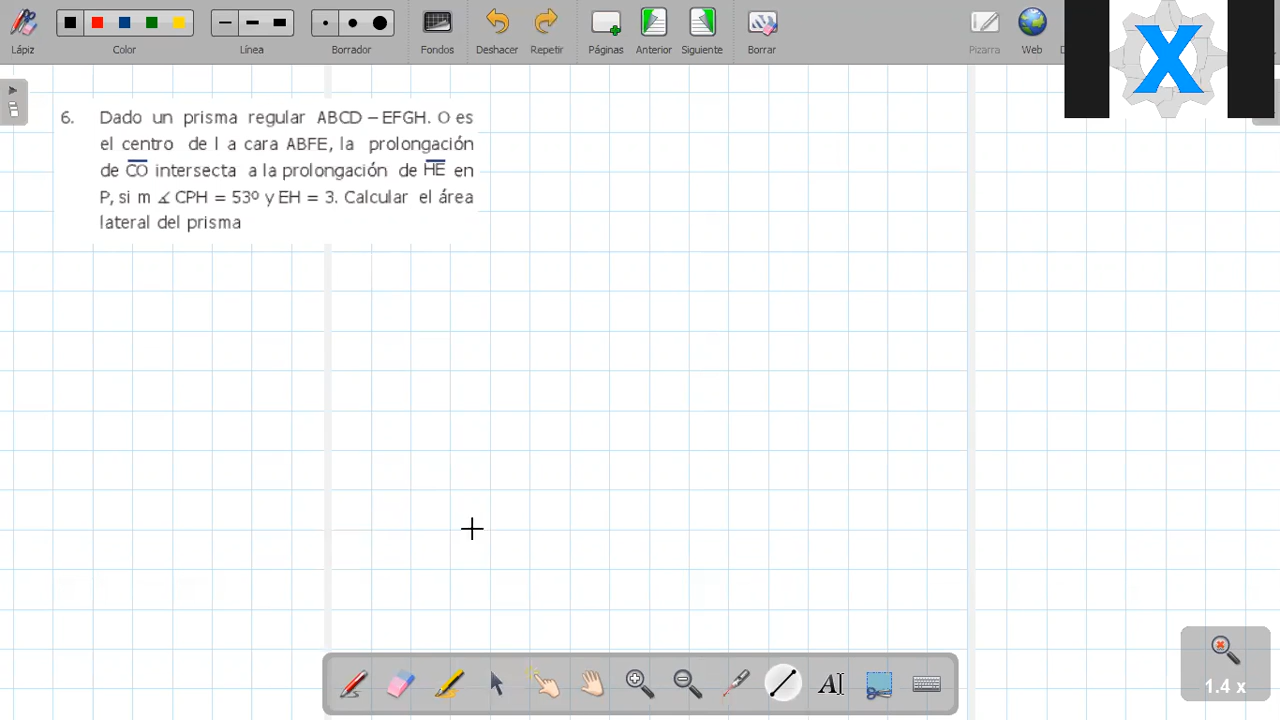 Lápiz
Color
Línea
Borrador
Fondos
Deshacer
Repetir
Páginas
Anterior
Siguiente
Borrar
Pizarra
Web
X
6. Dado un prisma regular ABCD – EFGH. O es
el centro de l a cara ABFE, la prolongación
de CO intersecta a la prolongación de HE en
P, si m ∡ CPH = 53º y EH = 3. Calcular el área
lateral del prisma
1.4 x